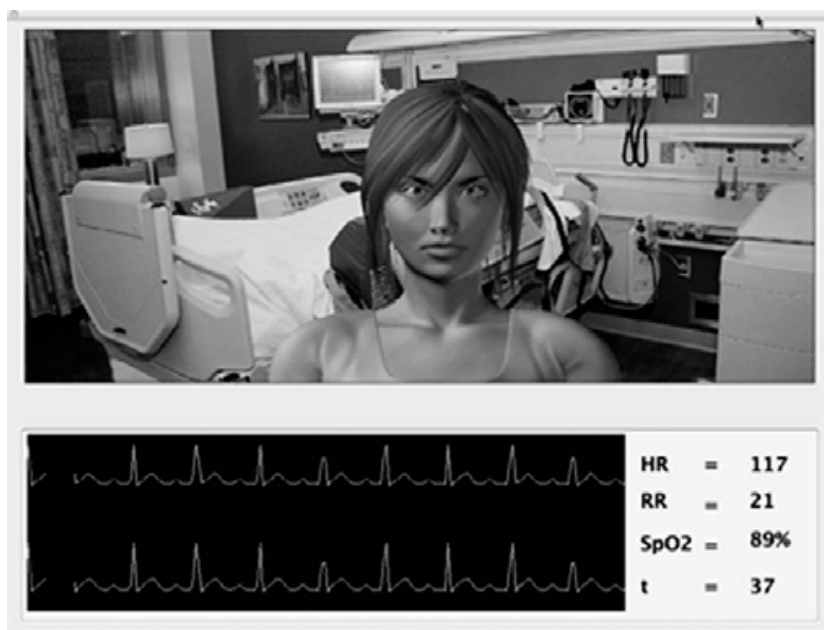 HR = 117
RR = 21
SpO2 = 89%
t = 37